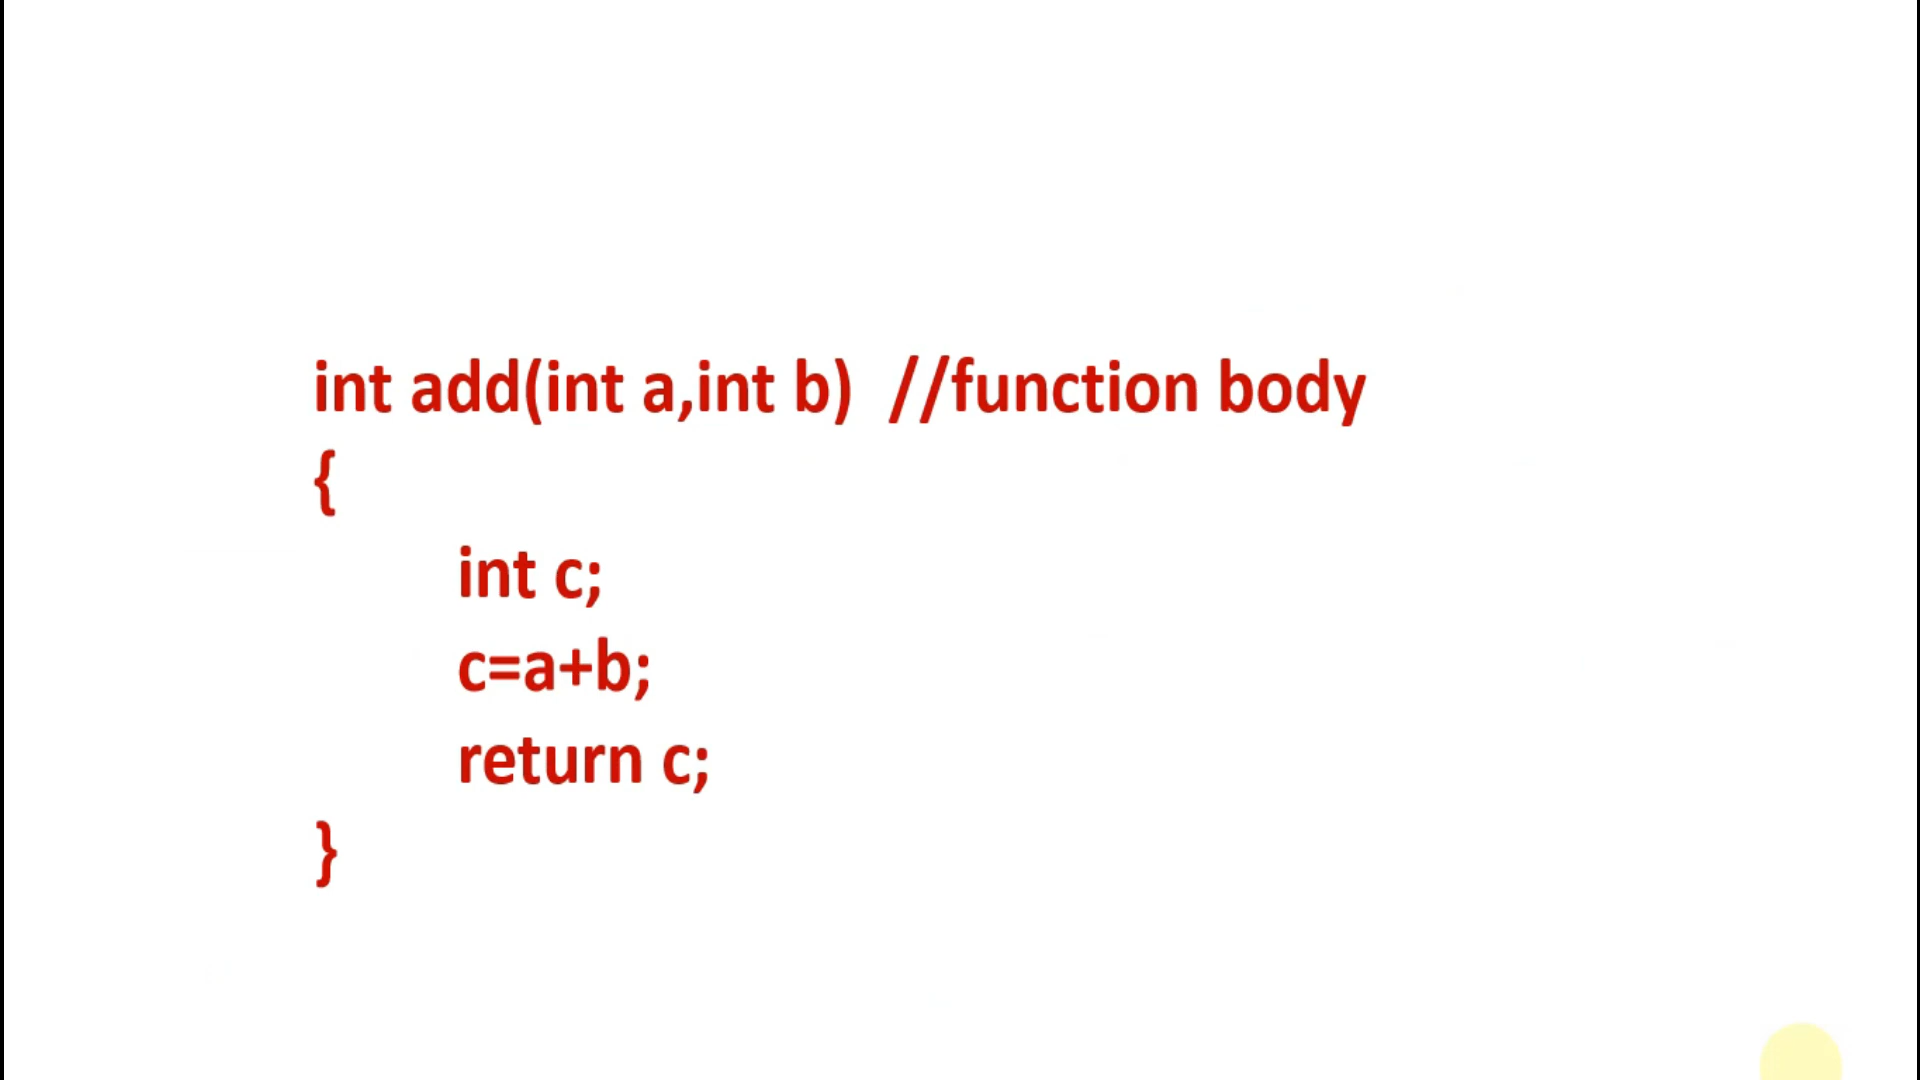 int add(int a,int b)  //function body
{
int c;
c=a+b;
return c;
}